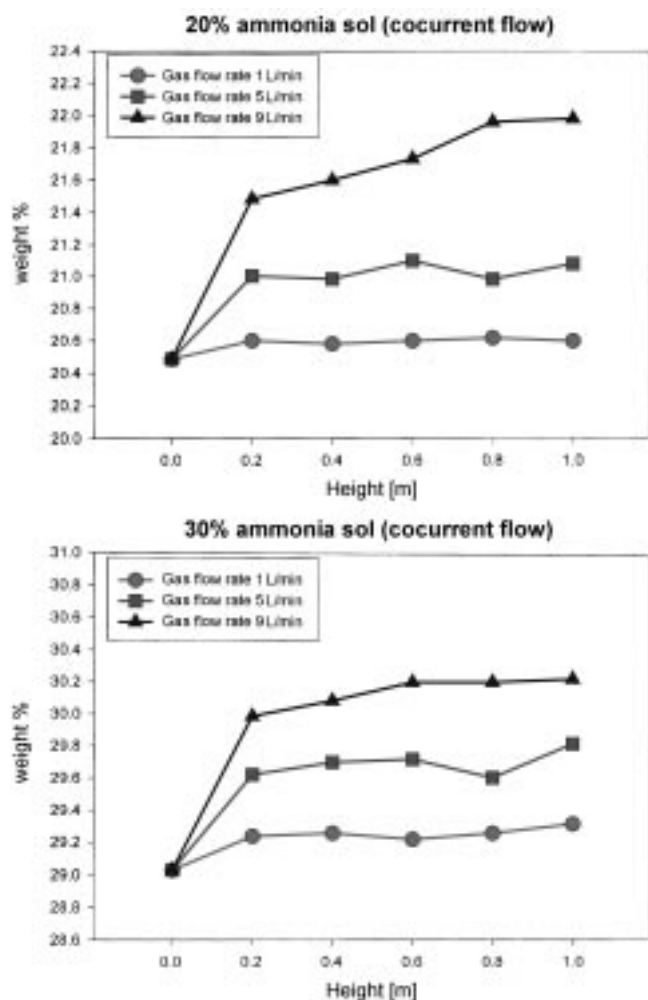 20% ammonia sol (cocurrent flow)
22.4
22.2
22.0
21.8
21.6
21.4
21.2
21.0
20.8
20.6
20.4
20.2
20.0
weight %
Gas flow rate 1 L/min
Gas flow rate 5 L/min
Gas flow rate 9 L/min
0.0 0.2 0.4 0.6 0.8 1.0
Height [m]
30% ammonia sol (cocurrent flow)
31.0
30.8
30.6
30.4
30.2
30.0
29.8
29.6
29.4
29.2
29.0
28.8
28.6
weight %
Gas flow rate 1 L/min
Gas flow rate 5 L/min
Gas flow rate 9 L/min
0.0 0.2 0.4 0.6 0.8 1.0
Height [m]